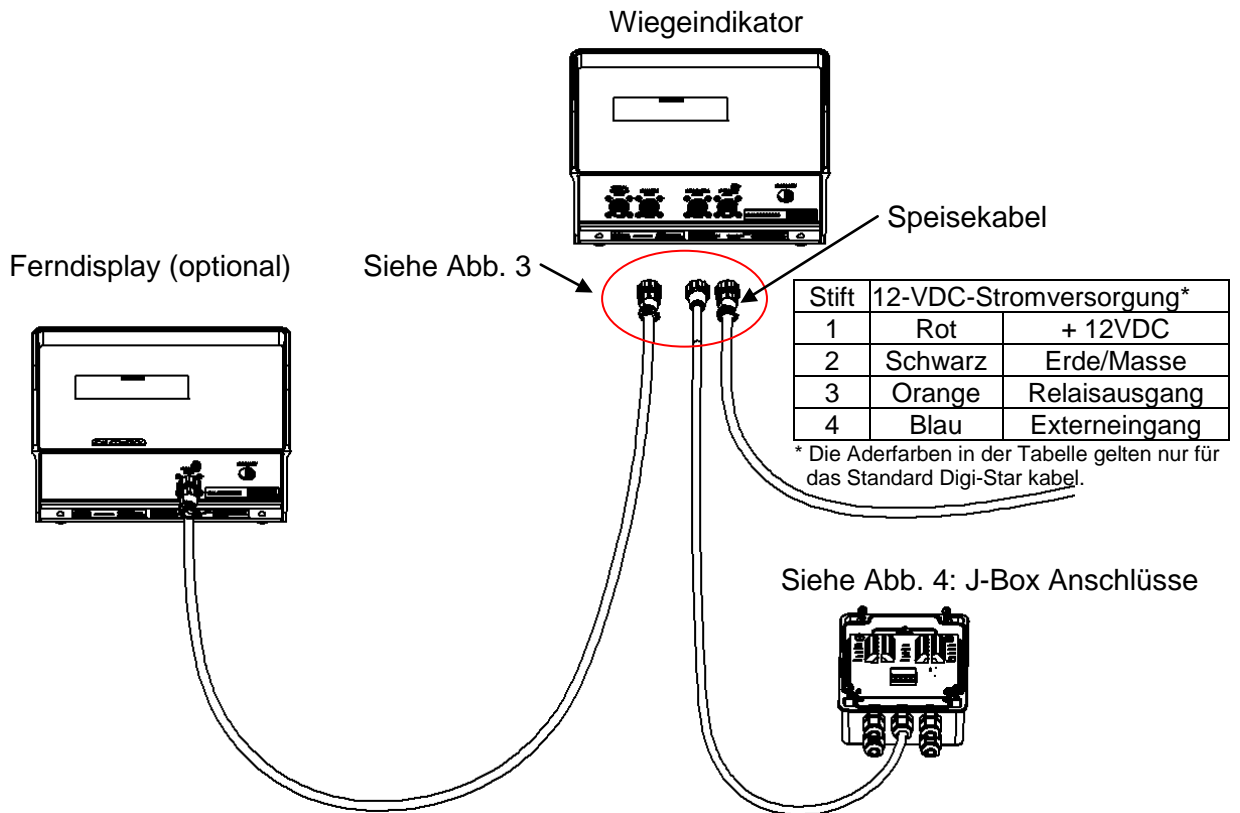 Wiegeindikator
Speisekabel
Ferndisplay (optional)
Siehe Abb. 3
Stift 12-VDC-Stromversorgung*
1 Rot + 12VDC
2 Schwarz Erde/Masse
3 Orange Relaisausgang
4 Blau Externeingang
* Die Aderfarben in der Tabelle gelten nur für
das Standard Digi-Star kabel.
Siehe Abb. 4: J-Box Anschlüsse